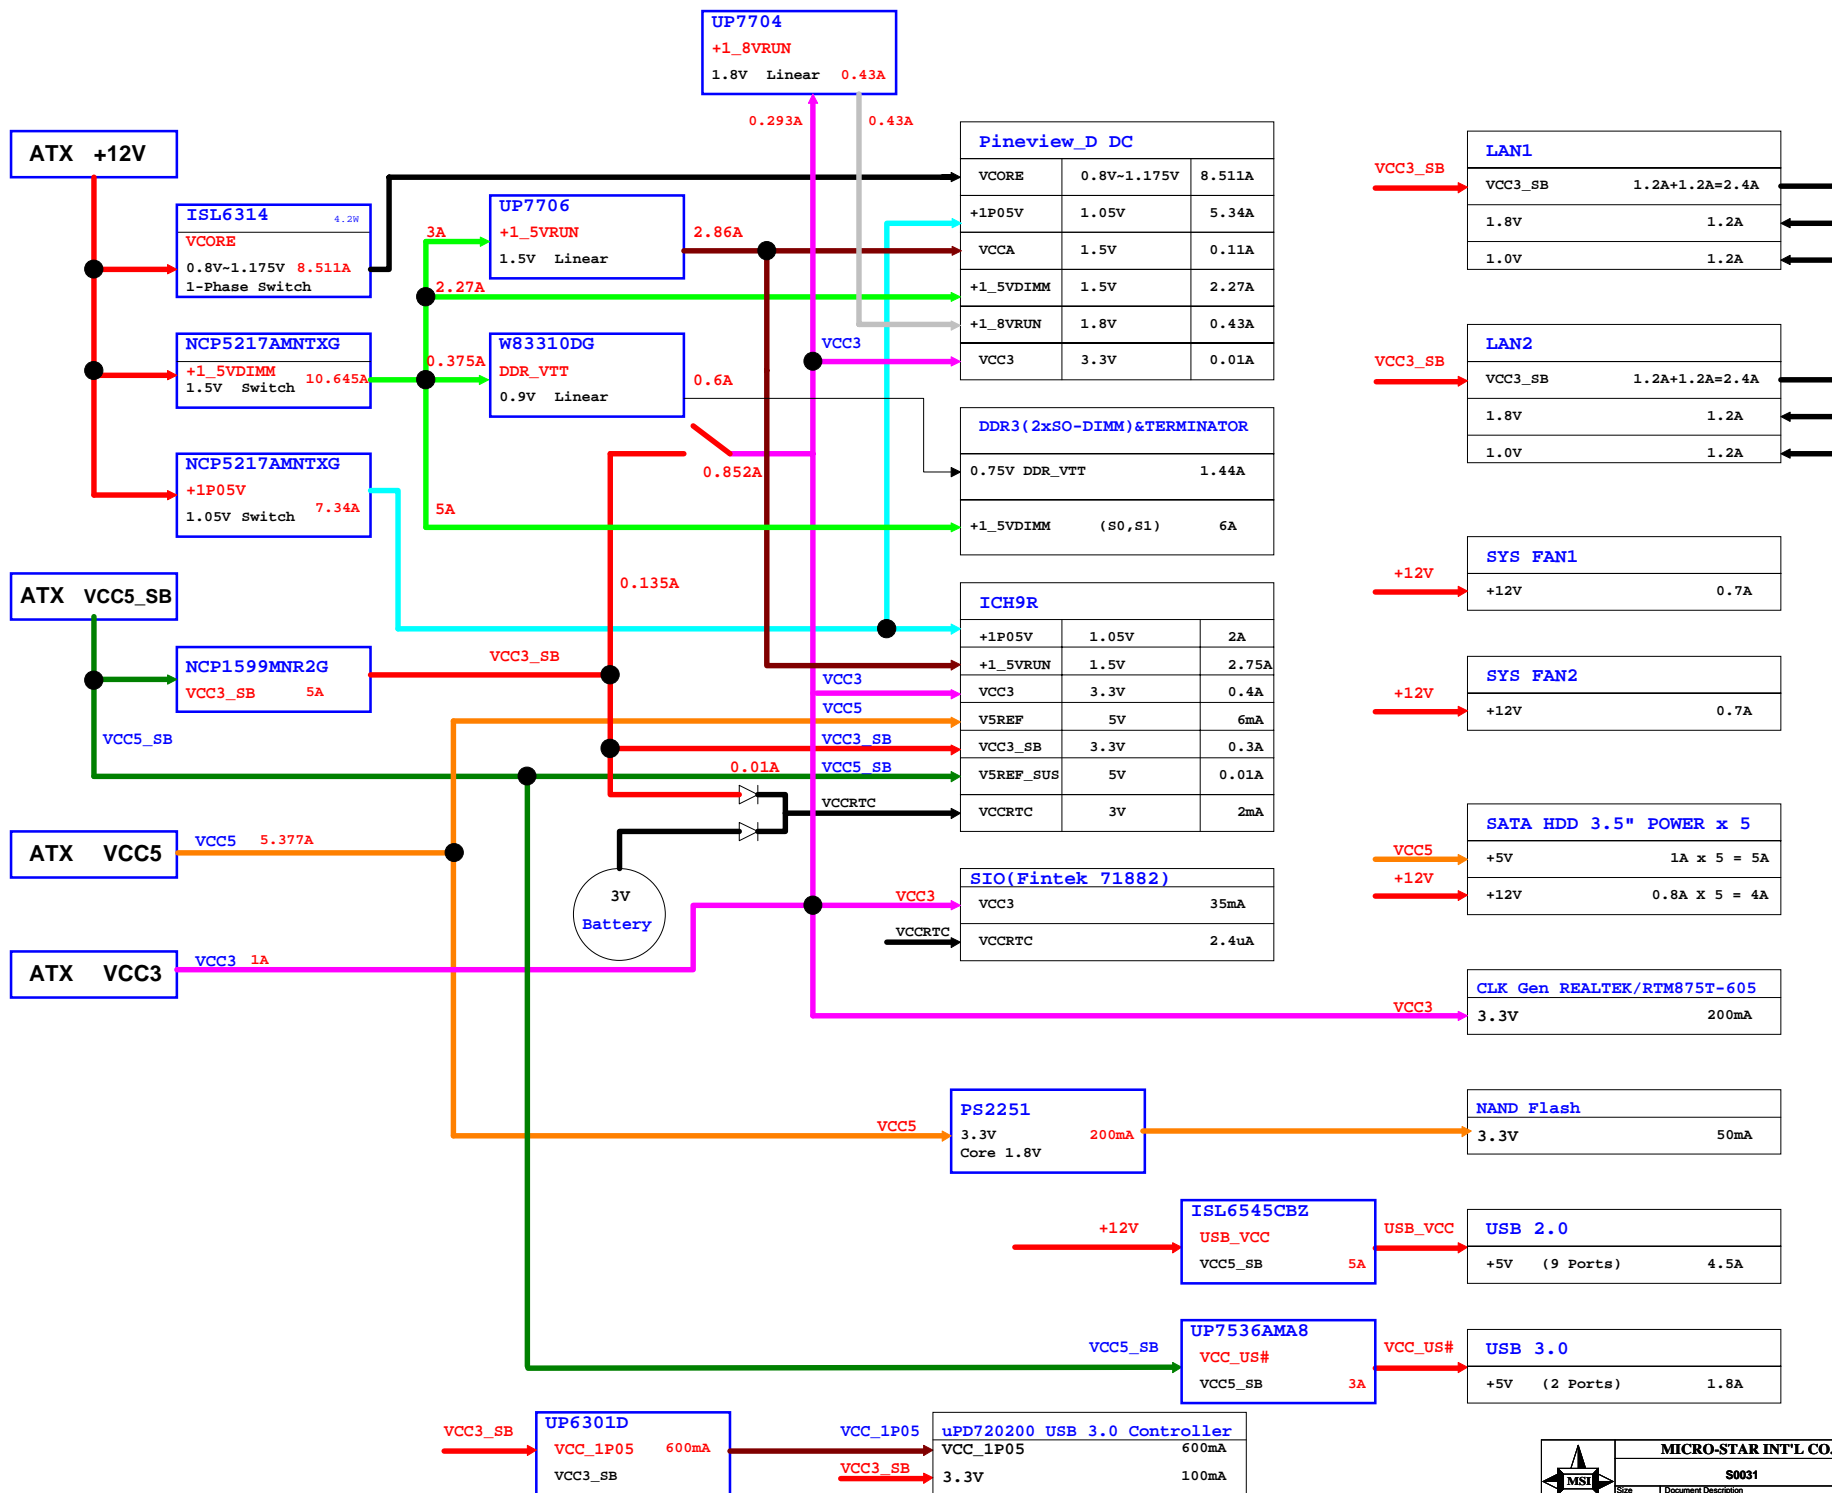 UP7704
+1_8VRUN
1.8V Linear 0.43A
0.293A
0.43A
ATX +12V
ISL6314 4.2W
VCORE
0.8V~1.175V 8.511A
1-Phase Switch
NCP5217AMNTXG
+1_5VDIMM
1.5V Switch 10.645A
NCP5217AMNTXG
+1P05V
1.05V Switch 7.34A
3A
2.27A
0.375A
5A
UP7706
+1_5VRUN
1.5V Linear
2.86A
W83310DG
DDR_VTT
0.9V Linear
0.6A
0.852A
0.135A
VCC3
Pineview_D DC
VCORE 0.8V~1.175V 8.511A
+1P05V 1.05V 5.34A
VCCA 1.5V 0.11A
+1_5VDIMM 1.5V 2.27A
+1_8VRUN 1.8V 0.43A
VCC3 3.3V 0.01A
DDR3(2xSO-DIMM)&TERMINATOR
0.75V DDR_VTT 1.44A
+1_5VDIMM (S0,S1) 6A
ATX VCC5_SB
NCP1599MNR2G
VCC3_SB 5A
VCC3_SB
VCC5_SB
VCC3
VCC5
VCC3_SB
0.01A VCC5_SB
VCCRTC
ICH9R
+1P05V 1.05V 2A
+1_5VRUN 1.5V 2.75A
VCC3 3.3V 0.4A
V5REF 5V 6mA
VCC3_SB 3.3V 0.3A
V5REF_SUS 5V 0.01A
VCCRTC 3V 2mA
ATX VCC5
VCC5 5.377A
3V
Battery
ATX VCC3
VCC3 1A
VCC3
VCCRTC
SIO(Fintek 71882)
VCC3 35mA
VCCRTC 2.4uA
VCC3_SB
LAN1
VCC3_SB 1.2A+1.2A=2.4A
1.8V 1.2A
1.0V 1.2A
VCC3_SB
LAN2
VCC3_SB 1.2A+1.2A=2.4A
1.8V 1.2A
1.0V 1.2A
+12V
SYS FAN1
+12V 0.7A
+12V
SYS FAN2
+12V 0.7A
VCC5
+12V
SATA HDD 3.5" POWER x 5
+5V 1A x 5 = 5A
+12V 0.8A X 5 = 4A
VCC3
CLK Gen REALTEK/RTM875T-605
3.3V 200mA
VCC5
PS2251
3.3V 200mA
Core 1.8V
NAND Flash
3.3V 50mA
+12V
ISL6545CBZ
USB_VCC
VCC5_SB 5A
USB_VCC
USB 2.0
+5V (9 Ports) 4.5A
VCC5_SB
UP7536AMA8
VCC_US#
VCC5_SB 3A
VCC_US#
USB 3.0
+5V (2 Ports) 1.8A
VCC3_SB
UP6301D
VCC_1P05 600mA
VCC3_SB
VCC_1P05
VCC3_SB
uPD720200 USB 3.0 Controller
VCC_1P05 600mA
3.3V 100mA
MSI
MICRO-STAR INT'L CO.
S0031
Size Document Description